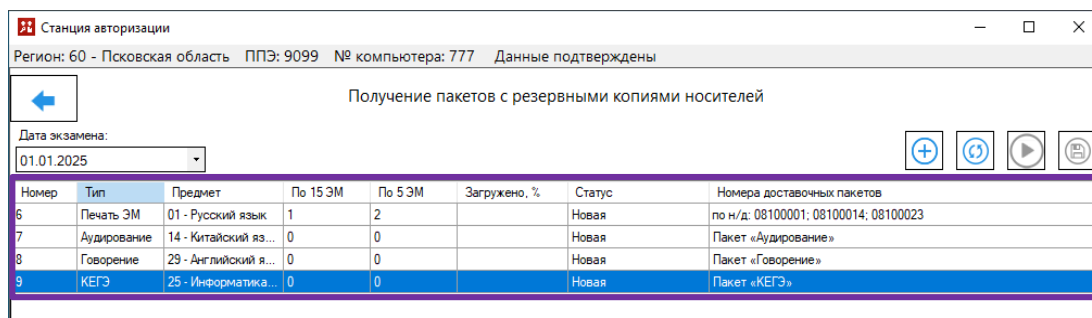 Станция авторизации
Регион: 60 - Псковская область ППЭ: 9099 № компьютера: 777 Данные подтверждены
Получение пакетов с резервными копиями носителей
Дата экзамена:
01.01.2025
Номер Тип Предмет По 15 ЭМ По 5 ЭМ Загружено, % Статус Номера доставочных пакетов
6 Печать ЭМ 01 - Русский язык 1 2 Новая по н/д: 08100001; 08100014; 08100023
7 Аудирование 14 - Китайский яз... 0 0 Новая Пакет «Аудирование»
8 Говорение 29 - Английский я... 0 0 Новая Пакет «Говорение»
9 КЕГЭ 25 - Информатика... 0 0 Новая Пакет «КЕГЭ»